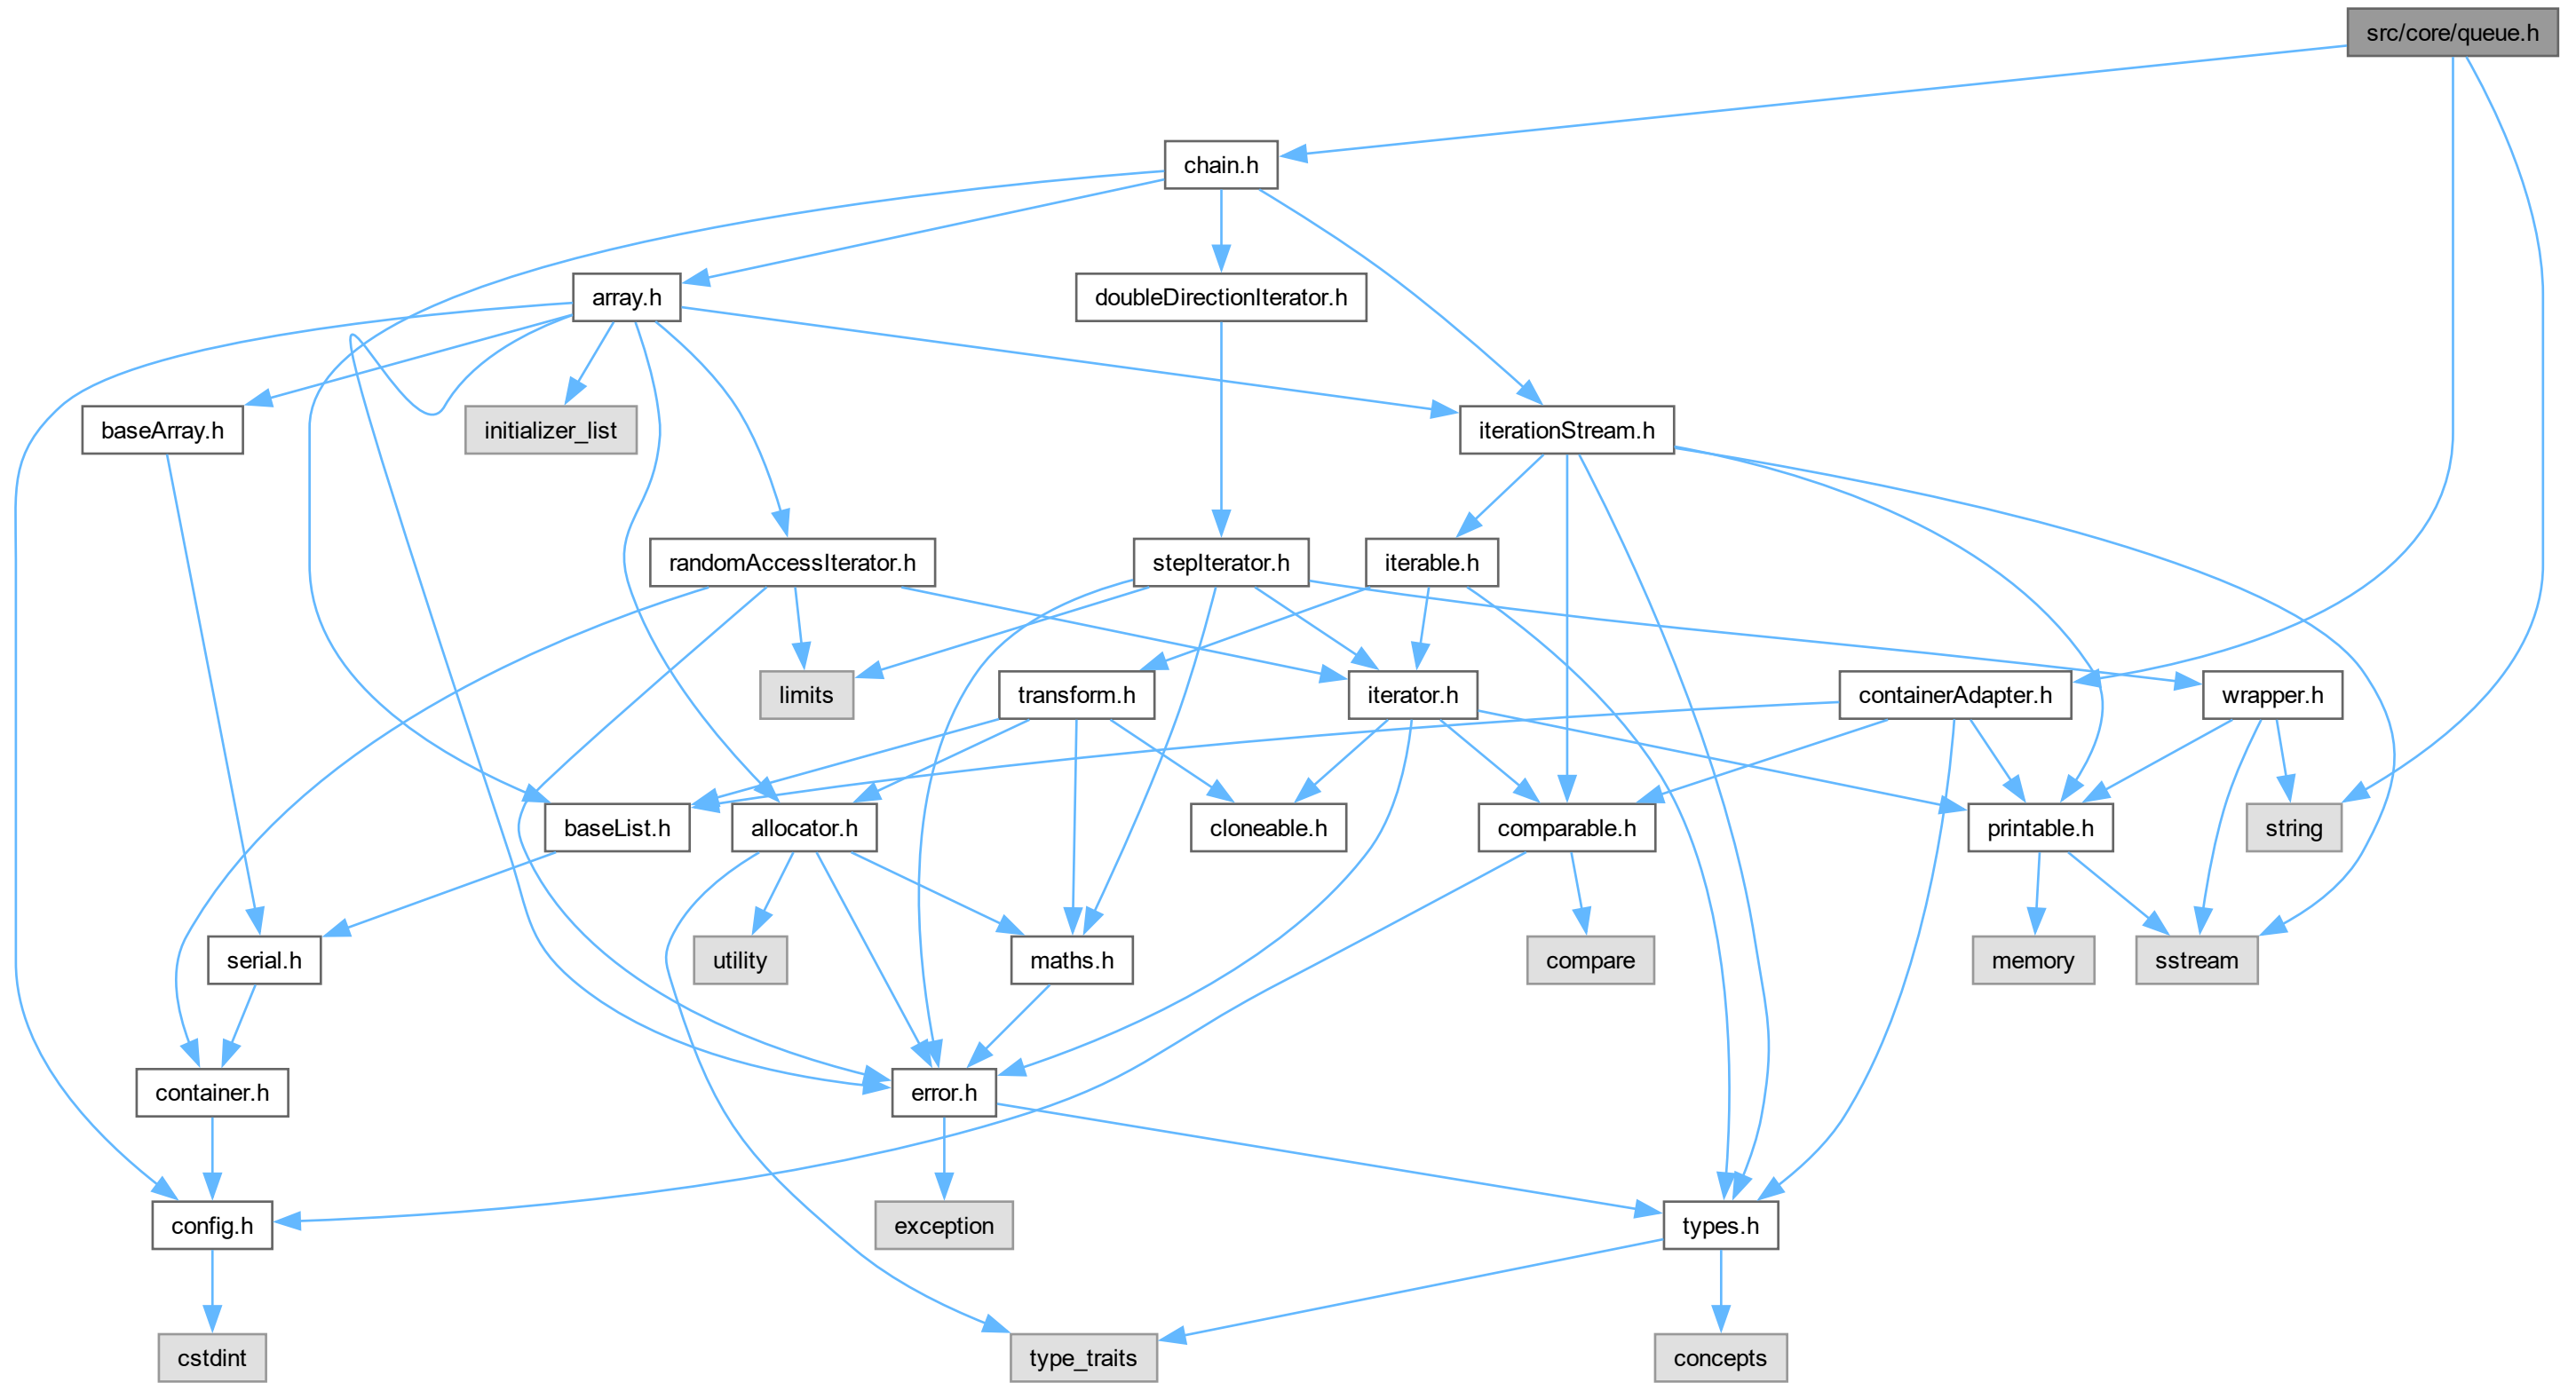 src/core/queue.h
chain.h
array.h
doubleDirectionIterator.h
baseArray.h
initializer_list
iterationStream.h
randomAccessIterator.h
stepIterator.h
iterable.h
limits
transform.h
iterator.h
containerAdapter.h
wrapper.h
baseList.h
allocator.h
cloneable.h
comparable.h
printable.h
string
serial.h
utility
maths.h
compare
memory
sstream
container.h
error.h
config.h
exception
types.h
cstdint
type_traits
concepts